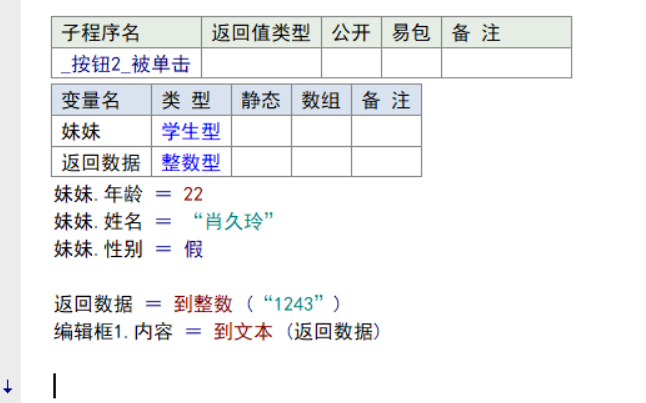 子程序名 返回值类型 公开 易包 备 注
_按钮2_被单击
变量名 类 型 静态 数组 备 注
妹妹 学生型
返回数据 整数型
妹妹.年龄 ＝ 22
妹妹.姓名 ＝ “肖久玲”
妹妹.性别 ＝ 假
返回数据 ＝ 到整数 (“1243”)
编辑框1.内容 ＝ 到文本 (返回数据)